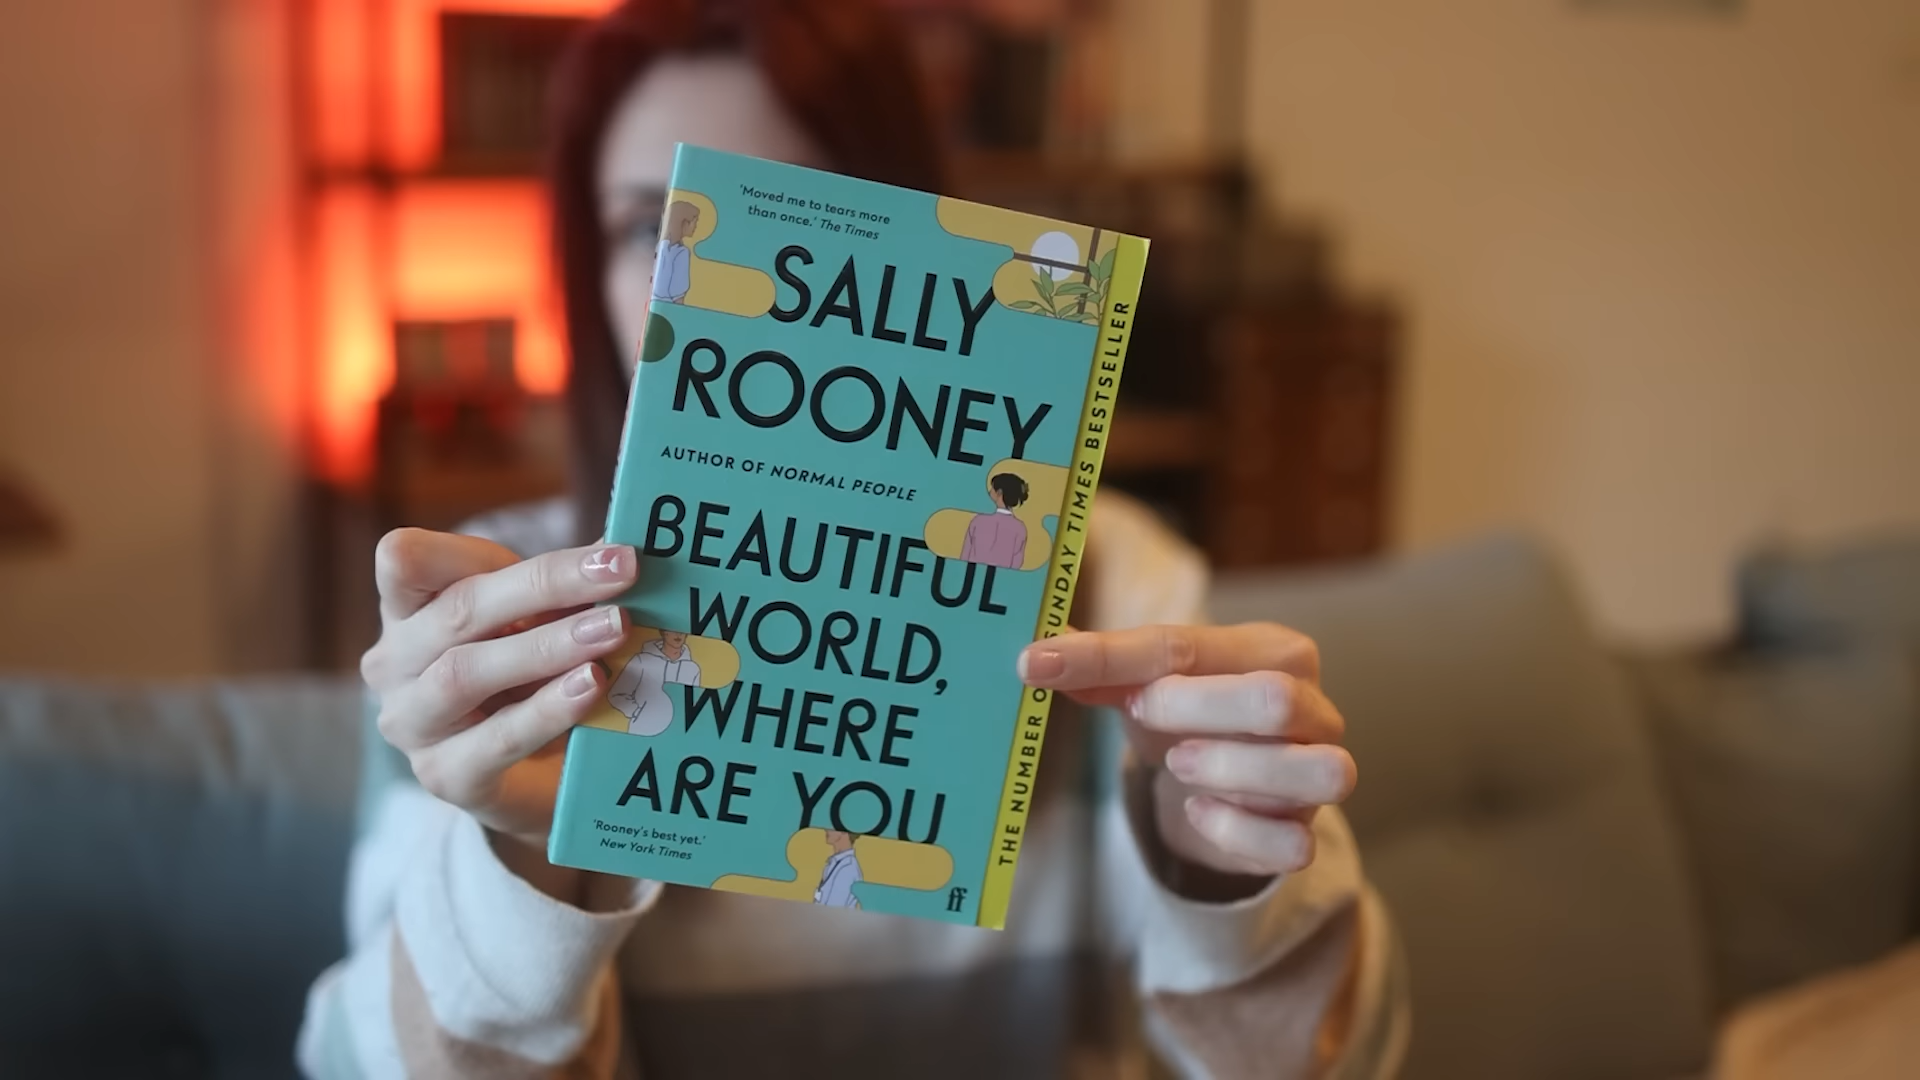 'Moved me to tears more
than once.' The Times
SALLY
ROONEY
AUTHOR OF NORMAL PEOPLE
BEAUTIFUL
WORLD,
WHERE
ARE YOU
'Rooney's best yet.'
New York Times
ff
THE NUMBER O SUNDAY TIMES BESTSELLER